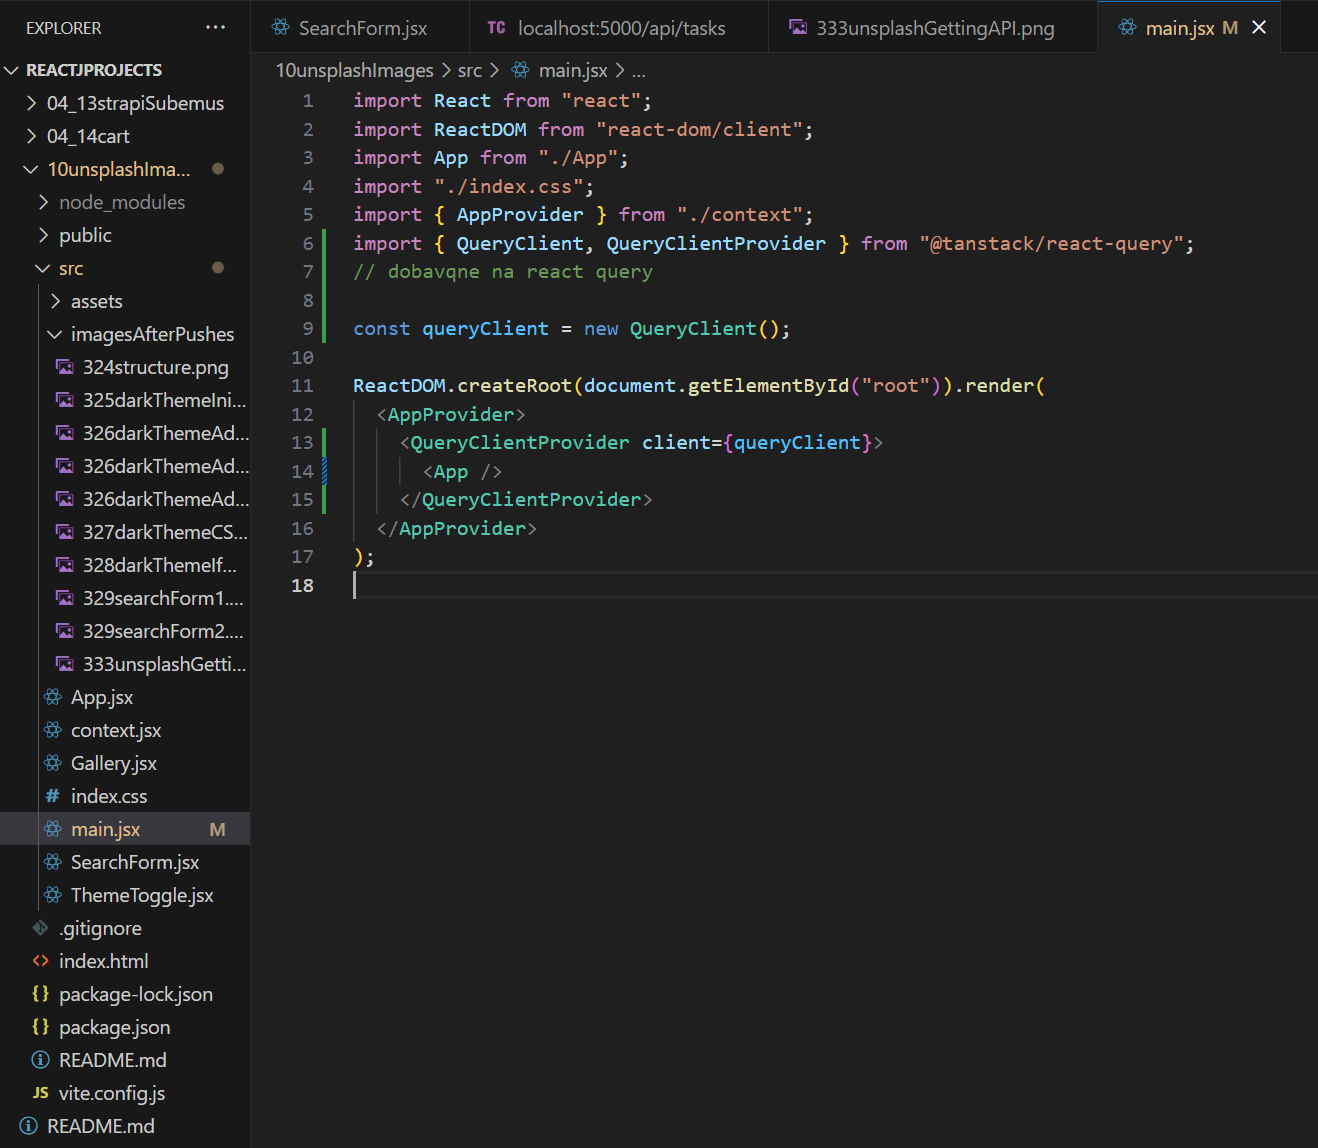 EXPLORER ...
REACTJPROJECTS
04_13strapiSubemus
04_14cart
10unsplashIma...
node_modules
public
src
assets
imagesAfterPushes
324structure.png
325darkThemeIni...
326darkThemeAd...
326darkThemeAd...
326darkThemeAd...
327darkThemeCS...
328darkThemeIf...
329searchForm1....
329searchForm2....
333unsplashGetti...
App.jsx
context.jsx
Gallery.jsx
# index.css
main.jsx M
SearchForm.jsx
ThemeToggle.jsx
.gitignore
<> index.html
{} package-lock.json
{} package.json
README.md
JS vite.config.js
README.md
SearchForm.jsx
TC localhost:5000/api/tasks
333unsplashGettingAPI.png
main.jsx M
10unsplashImages > src > main.jsx > ...
1 import React from "react";
2 import ReactDOM from "react-dom/client";
3 import App from "./App";
4 import "./index.css";
5 import { AppProvider } from "./context";
6 import { QueryClient, QueryClientProvider } from "@tanstack/react-query";
7 // dobavqne na react query
8
9 const queryClient = new QueryClient();
10
11 ReactDOM.createRoot(document.getElementById("root")).render(
12 <AppProvider>
13 <QueryClientProvider client={queryClient}>
14 <App />
15 </QueryClientProvider>
16 </AppProvider>
17 );
18